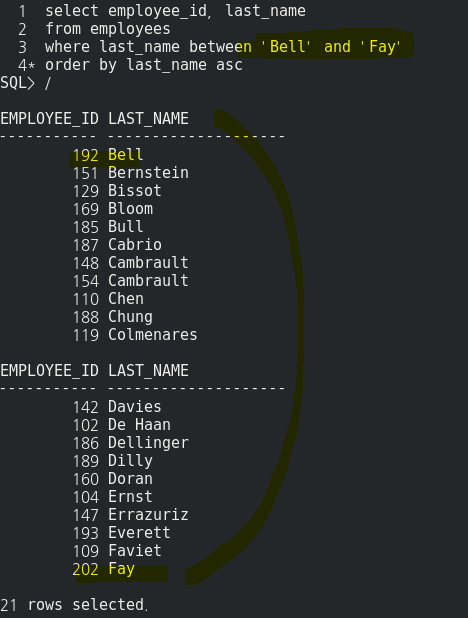 1 select employee_id, last_name
2 from employees
3 where last_name between 'Bell' and 'Fay'
4* order by last_name asc
SQL> /
EMPLOYEE_ID LAST_NAME
----------- --------------------
192 Bell
151 Bernstein
129 Bissot
169 Bloom
185 Bull
187 Cabrio
148 Cambrault
154 Cambrault
110 Chen
188 Chung
119 Colmenares
EMPLOYEE_ID LAST_NAME
----------- --------------------
142 Davies
102 De Haan
186 Dellinger
189 Dilly
160 Doran
104 Ernst
147 Errazuriz
193 Everett
109 Faviet
202 Fay
21 rows selected.